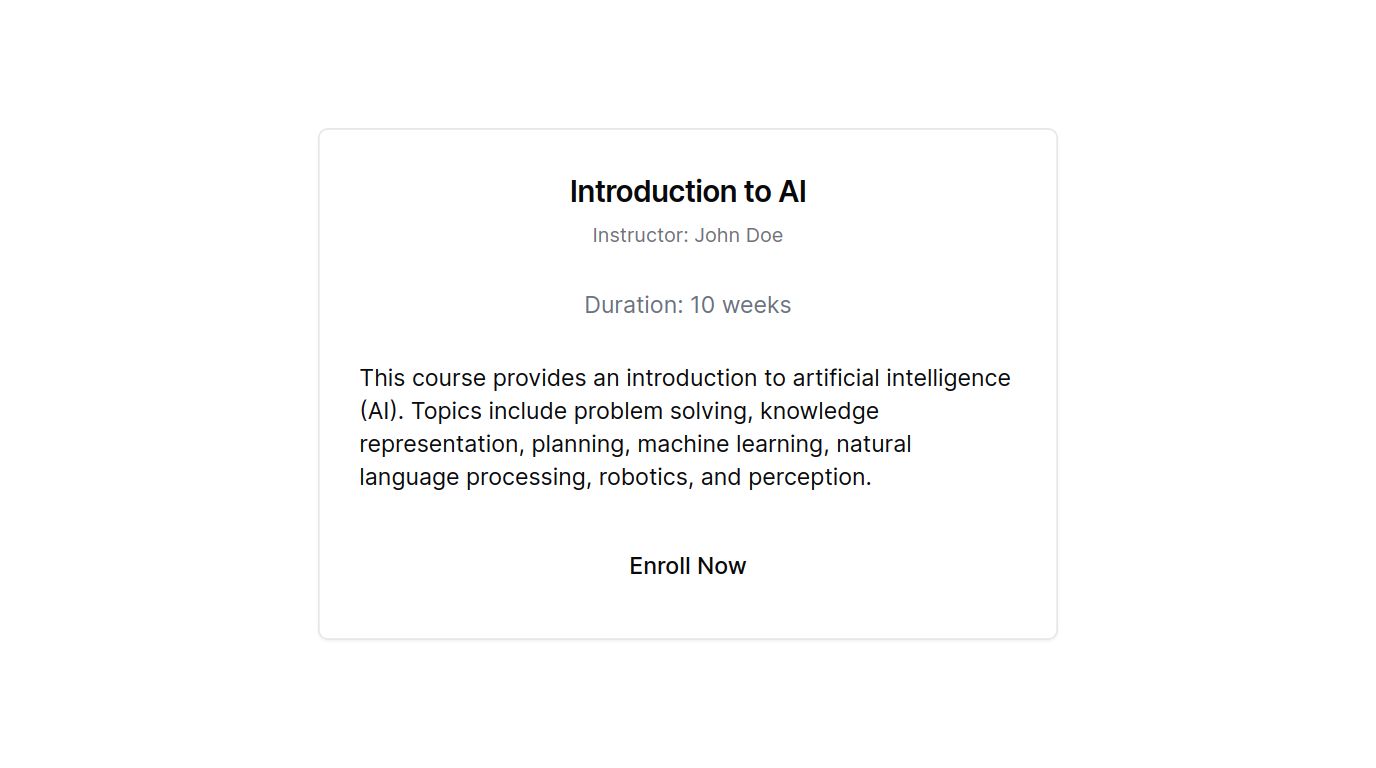 Introduction to AI
Instructor: John Doe
Duration: 10 weeks
This course provides an introduction to artificial intelligence
(AI). Topics include problem solving, knowledge
representation, planning, machine learning, natural
language processing, robotics, and perception.
Enroll Now